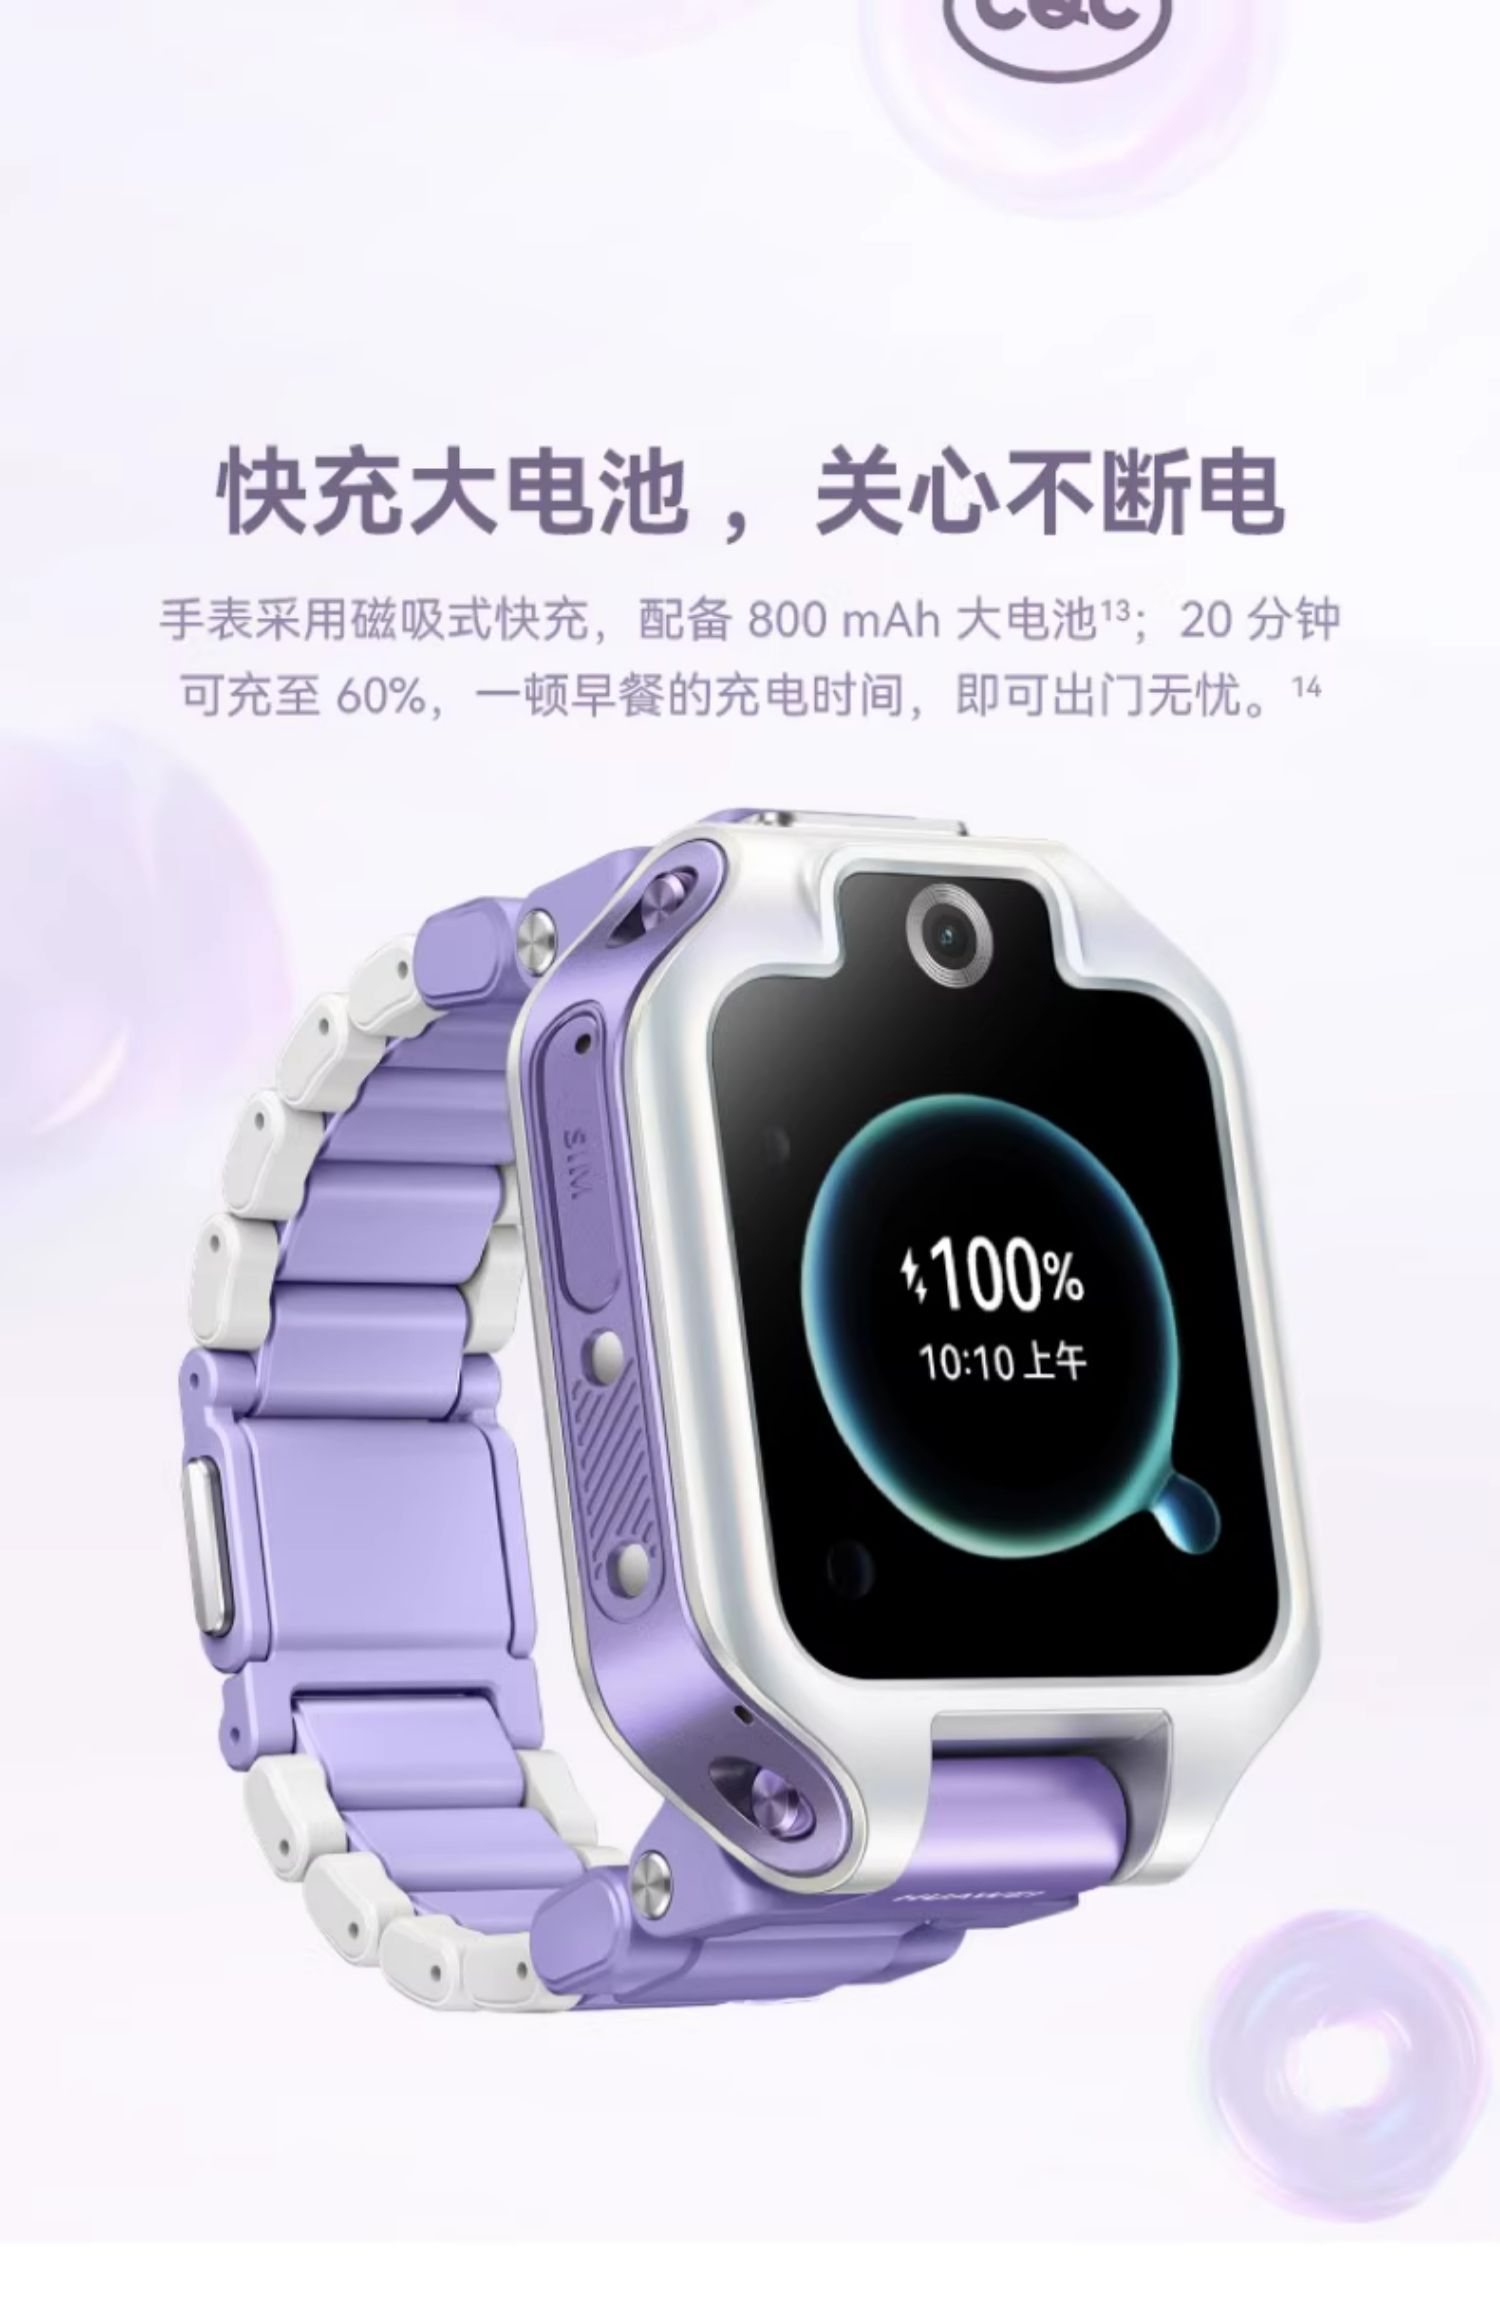 CQC
快充大电池，关心不断电
手表采用磁吸式快充，配备 800 mAh 大电池¹³；20 分钟
可充至 60%，一顿早餐的充电时间，即可出门无忧。¹⁴
SIM
100%
10:10 上午
HUAWEI